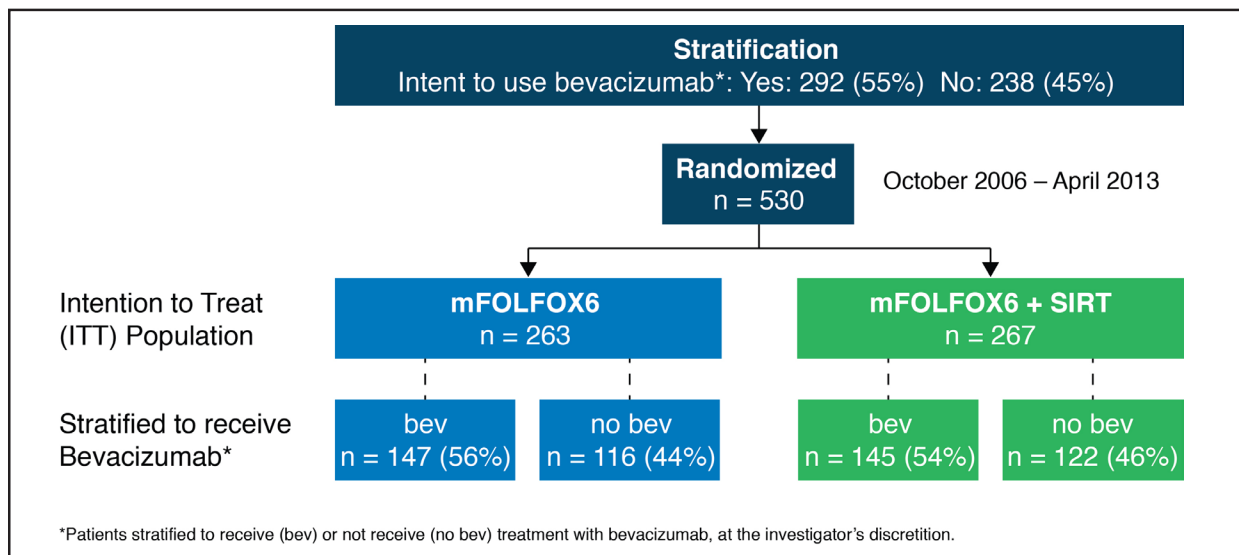 Stratification
Intent to use bevacizumab*: Yes: 292 (55%) No: 238 (45%)
Randomized
n = 530
October 2006 – April 2013
Intention to Treat
(ITT) Population
mFOLFOX6
n = 263
mFOLFOX6 + SIRT
n = 267
Stratified to receive
Bevacizumab*
bev
n = 147 (56%)
no bev
n = 116 (44%)
bev
n = 145 (54%)
no bev
n = 122 (46%)
*Patients stratified to receive (bev) or not receive (no bev) treatment with bevacizumab, at the investigator’s discretition.